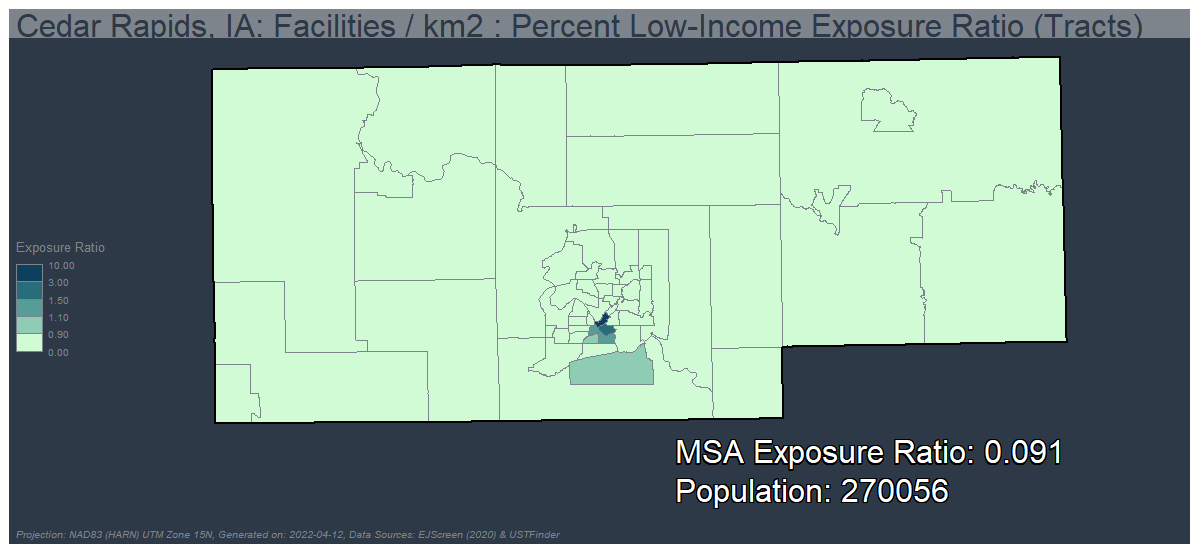 Cedar Rapids, IA: Facilities / km2 : Percent Low-Income Exposure Ratio (Tracts)
Exposure Ratio
10.00
3.00
1.50
1.10
0.90
0.00
MSA Exposure Ratio: 0.091
Population: 270056
Projection: NAD83 (HARN) UTM Zone 15N, Generated on: 2022-04-12, Data Sources: EJScreen (2020) & USTFinder